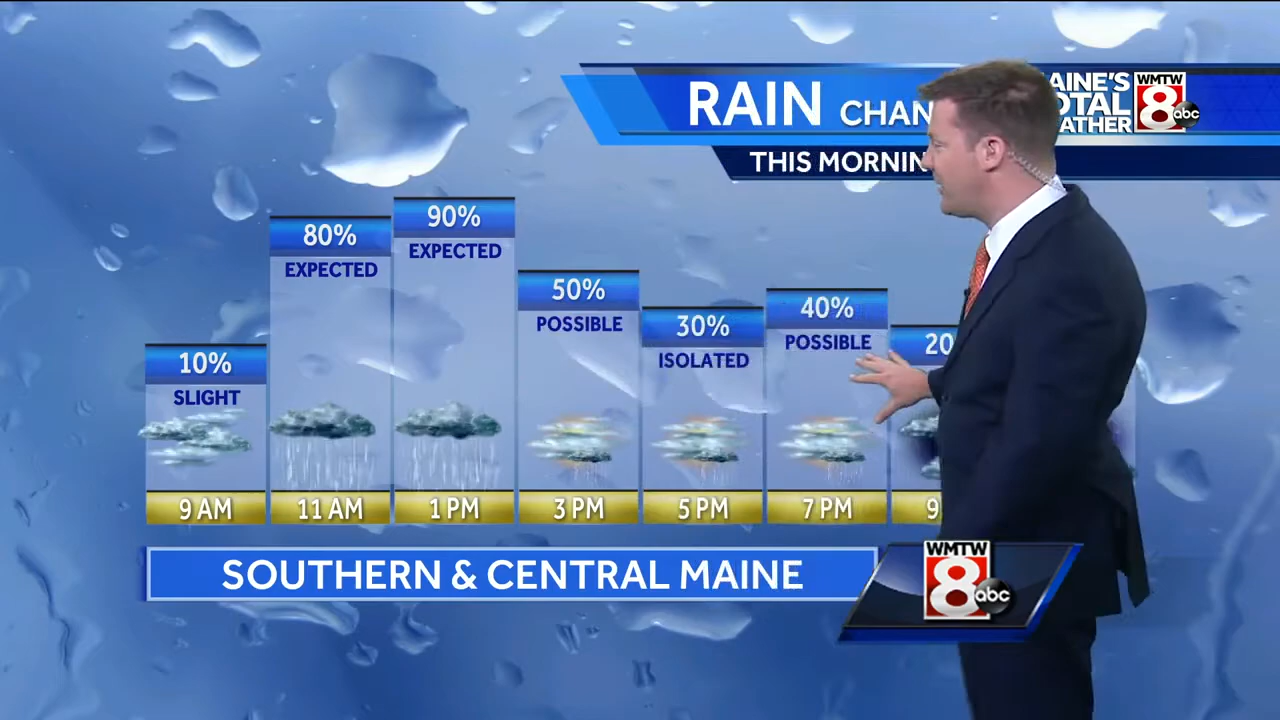 RAIN CHAN
THIS MORNIN
AINE'S
OTAL
ATHER
WMTW
8
abc
10%
SLIGHT
80%
EXPECTED
90%
EXPECTED
50%
POSSIBLE
30%
ISOLATED
40%
POSSIBLE
20
9 AM
11 AM
1 PM
3 PM
5 PM
7 PM
9
SOUTHERN & CENTRAL MAINE
WMTW
8
abc